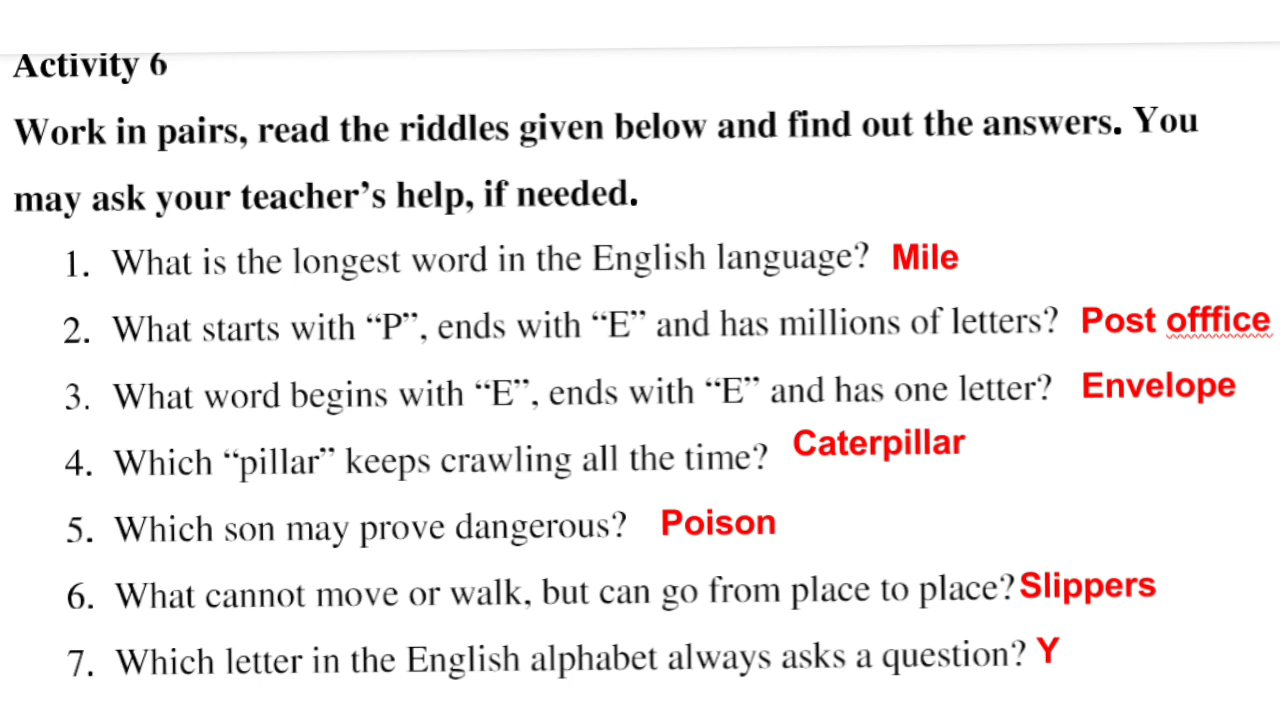 Activity 6
Work in pairs, read the riddles given below and find out the answers. You
may ask your teacher’s help, if needed.
1. What is the longest word in the English language? Mile
2. What starts with “P”, ends with “E” and has millions of letters? Post offfice
3. What word begins with “E”, ends with “E” and has one letter? Envelope
4. Which “pillar” keeps crawling all the time? Caterpillar
5. Which son may prove dangerous? Poison
6. What cannot move or walk, but can go from place to place? Slippers
7. Which letter in the English alphabet always asks a question? Y